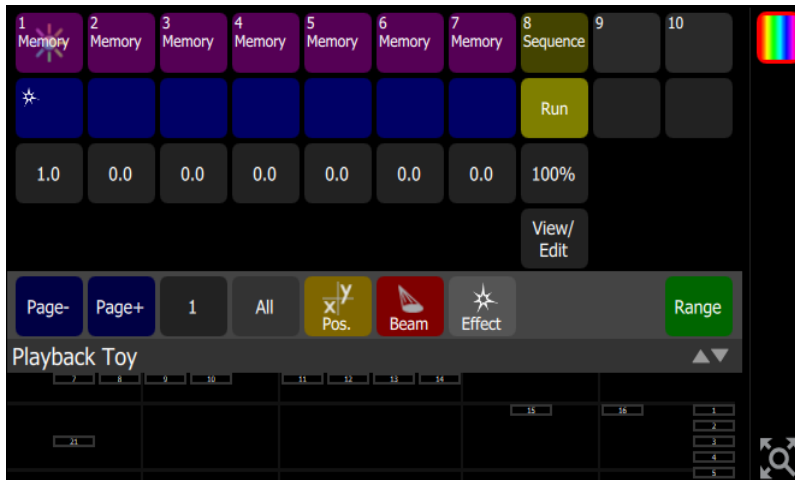 1 2 3 4 5 6 7 8 9 10
Memory Memory Memory Memory Memory Memory Memory Sequence
Run
1.0 0.0 0.0 0.0 0.0 0.0 0.0 100%
View/
Edit
Page- Page+ 1 All x y Pos. Beam Effect Range
Playback Toy
7 8 9 10 11 12 13 14
15 16 1
2
21 3
4
5